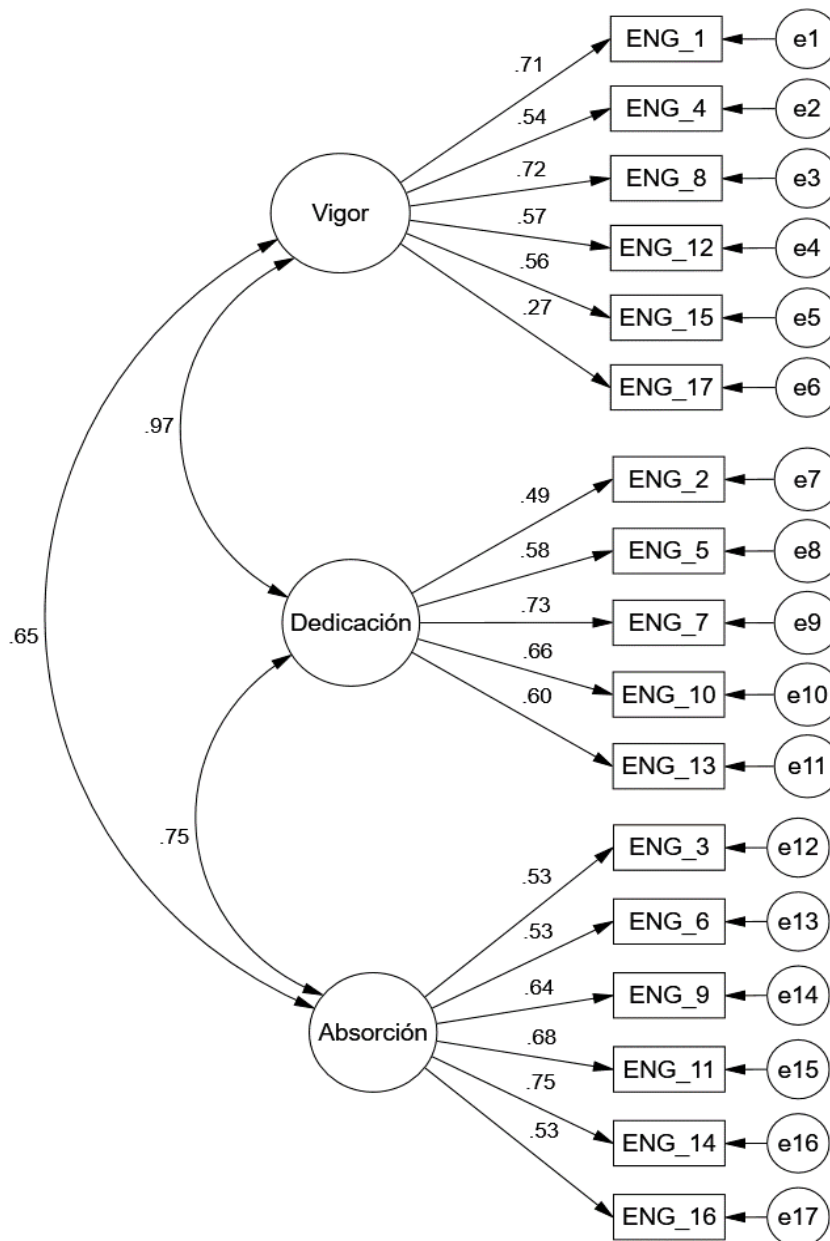 ENG_1
e1
.71
ENG_4
e2
.54
ENG_8
e3
.72
Vigor
ENG_12
e4
.57
ENG_15
e5
.56
ENG_17
e6
.27
.97
ENG_2
e7
.49
ENG_5
e8
.58
Dedicación
ENG_7
e9
.73
ENG_10
e10
.66
ENG_13
e11
.60
.65
.75
ENG_3
e12
.53
ENG_6
e13
.53
ENG_9
e14
.64
Absorción
ENG_11
e15
.68
ENG_14
e16
.75
ENG_16
e17
.53